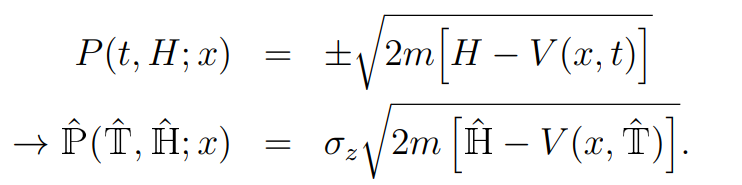 P(t, H; x) = ±√2m[H − V(x, t)]
→ ℙ̂(𝕋̂, ℍ̂; x) = σ_z√2m [ℍ̂ − V(x, 𝕋̂)].